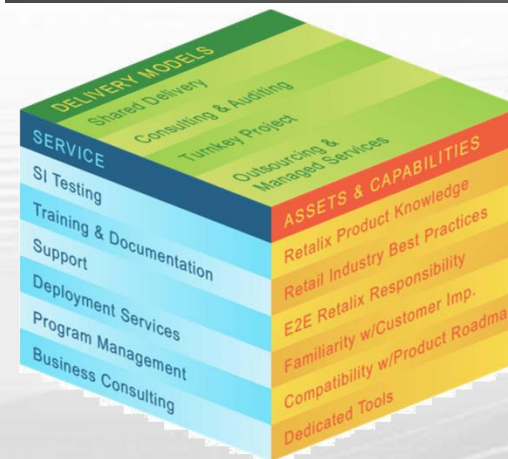 DELIVERY MODELS
Shared Delivery
Consulting & Auditing
Turnkey Project
Outsourcing &
Managed Services
SERVICE
SI Testing
Training & Documentation
Support
Deployment Services
Program Management
Business Consulting
ASSETS & CAPABILITIES
Retalix Product Knowledge
Retail Industry Best Practices
E2E Retalix Responsibility
Familiarity w/Customer Imp.
Compatibility w/Product Roadma
Dedicated Tools